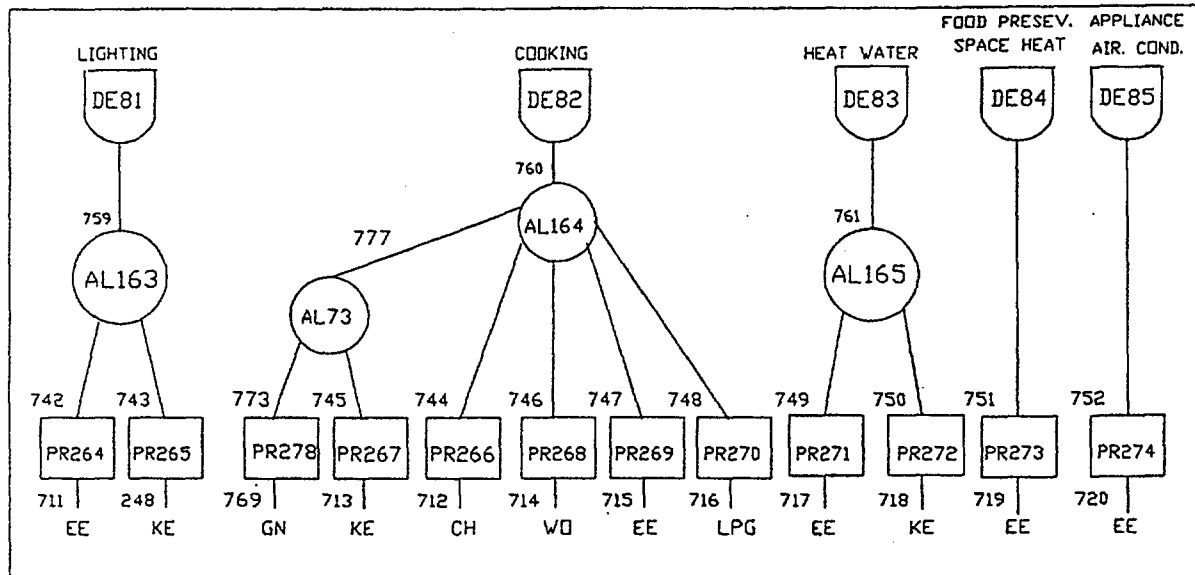 FOOD PRESEV. APPLIANCE
LIGHTING COOKING HEAT WATER SPACE HEAT AIR. COND.
DE81 DE82 DE83 DE84 DE85
760
759 AL164 761
777
AL163 AL165
AL73
742 743 773 745 744 746 747 748 749 750 751 752
PR264 PR265 PR278 PR267 PR266 PR268 PR269 PR270 PR271 PR272 PR273 PR274
711 248 769 713 712 714 715 716 717 718 719 720
EE KE GN KE CH WO EE LPG EE KE EE EE